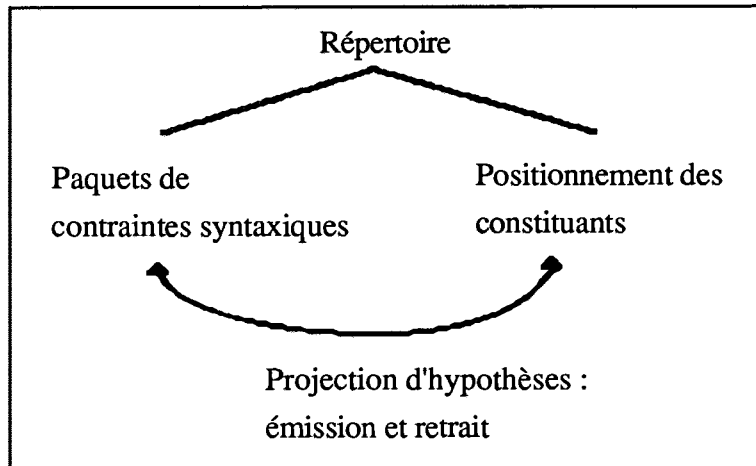 Répertoire
Paquets de
contraintes syntaxiques
Positionnement des
constituants
Projection d'hypothèses :
émission et retrait